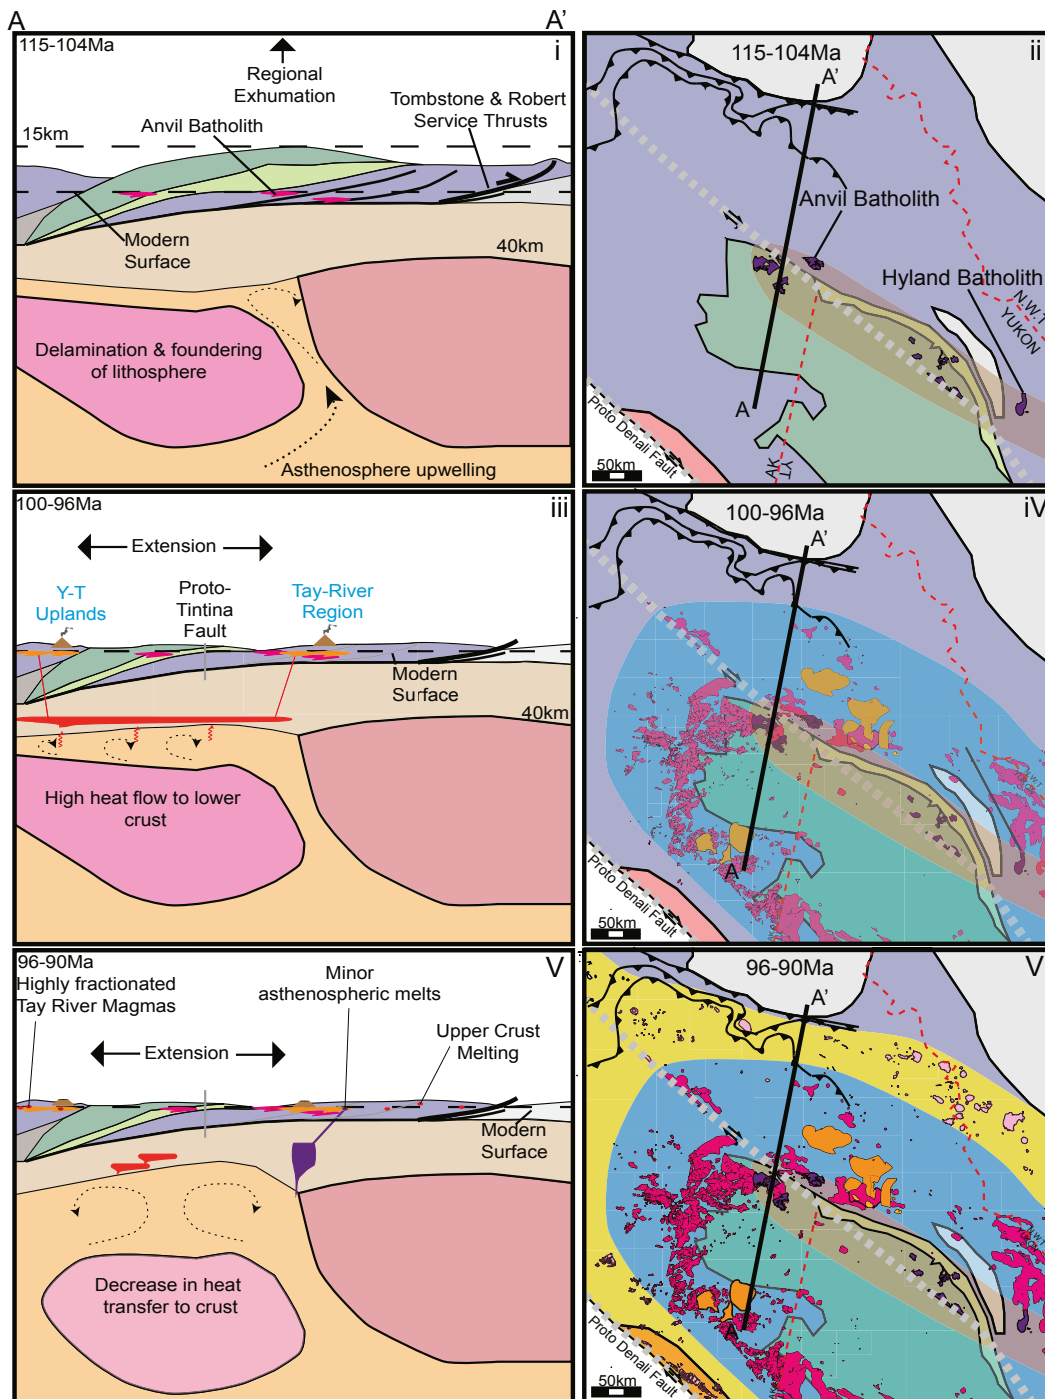 A
A'
115-104Ma
i
Regional
Exhumation
Tombstone & Robert
Service Thrusts
Anvil Batholith
15km
Modern
Surface
40km
Delamination & foundering
of lithosphere
Asthenosphere upwelling
115-104Ma
ii
A'
Anvil Batholith
Hyland Batholith
N.W.T
YUKON
A
Proto Denali Fault
AK
YT
50km
100-96Ma
iii
Extension
Y-T
Uplands
Proto-
Tintina
Fault
Tay-River
Region
Modern
Surface
40km
High heat flow to lower
crust
100-96Ma
iV
A'
A
Proto Denali Fault
50km
96-90Ma
V
Highly fractionated
Tay River Magmas
Minor
asthenospheric melts
Upper Crust
Melting
Extension
Modern
Surface
Decrease in heat
transfer to crust
96-90Ma
V
A'
Proto Denali Fault
50km